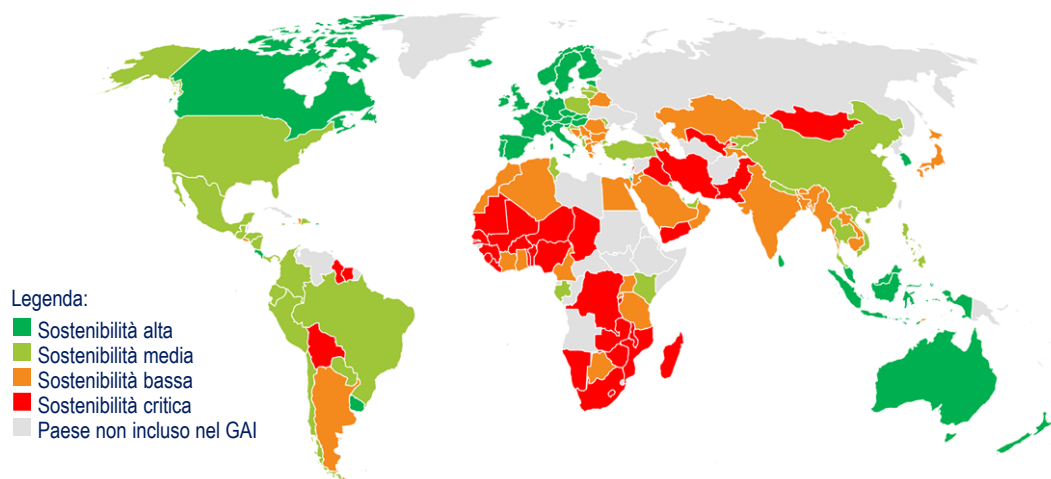 Legenda:
Sostenibilità alta
Sostenibilità media
Sostenibilità bassa
Sostenibilità critica
Paese non incluso nel GAI